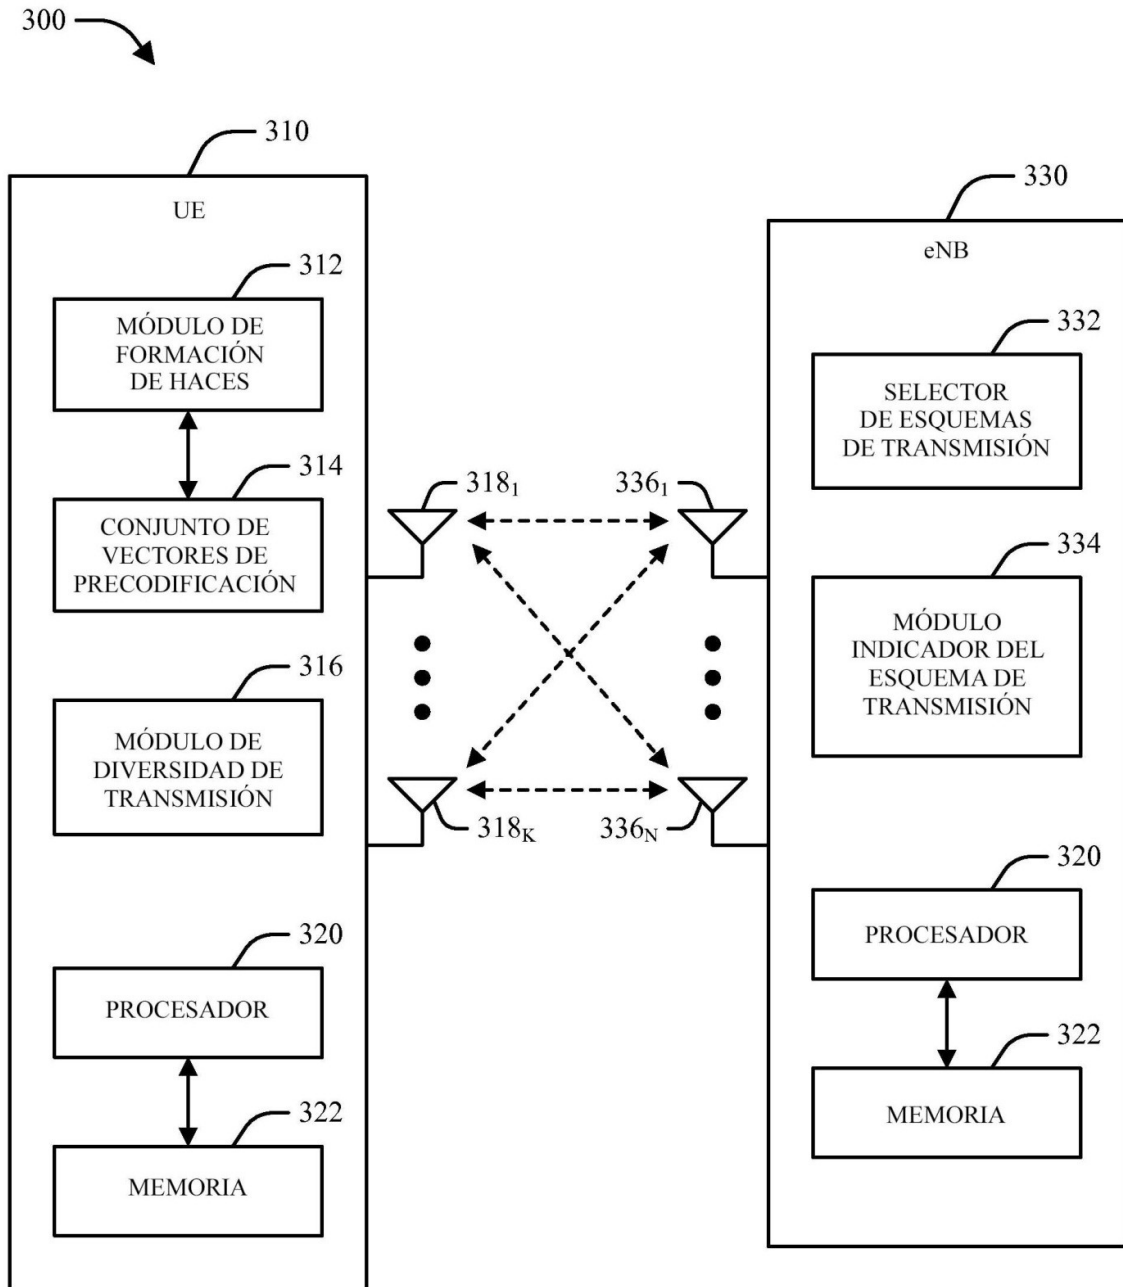 300
310
UE
312
MÓDULO DE
FORMACIÓN
DE HACES
314
CONJUNTO DE
VECTORES DE
PRECODIFICACIÓN
316
MÓDULO DE
DIVERSIDAD DE
TRANSMISIÓN
320
PROCESADOR
322
MEMORIA
318₁
336₁
318ₖ
336_N
330
eNB
332
SELECTOR
DE ESQUEMAS
DE TRANSMISIÓN
334
MÓDULO
INDICADOR DEL
ESQUEMA DE
TRANSMISIÓN
320
PROCESADOR
322
MEMORIA